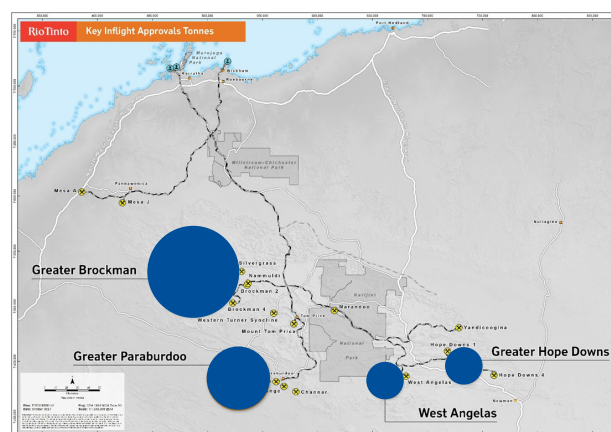 RioTinto
Key Inflight Approvals Tonnes
Port Hedland
Murujuga
National
Park
Karratha
Wickham
Roebourne
Millstream-Chichester
National Park
Pannawonica
Mesa A
Mesa J
Nullagine
Greater Brockman
Silvergrass
Nammuldi
Brockman 2
Brockman 4
Western Turner Syncline
Tom Price
Mount Tom Price
Marandoo
Karijini
National
Park
Yandicoogina
Hope Downs 1
Greater Hope Downs
Hope Downs 4
Greater Paraburdoo
Channar
West Angelas
West Angelas
Newman